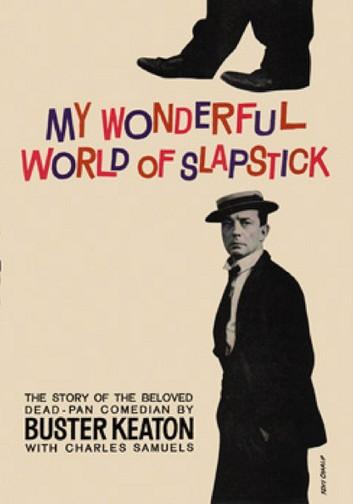 MY WONDERFUL
WORLD OF SLAPSTICK
THE STORY OF THE BELOVED
DEAD-PAN COMEDIAN BY
BUSTER KEATON
WITH CHARLES SAMUELS